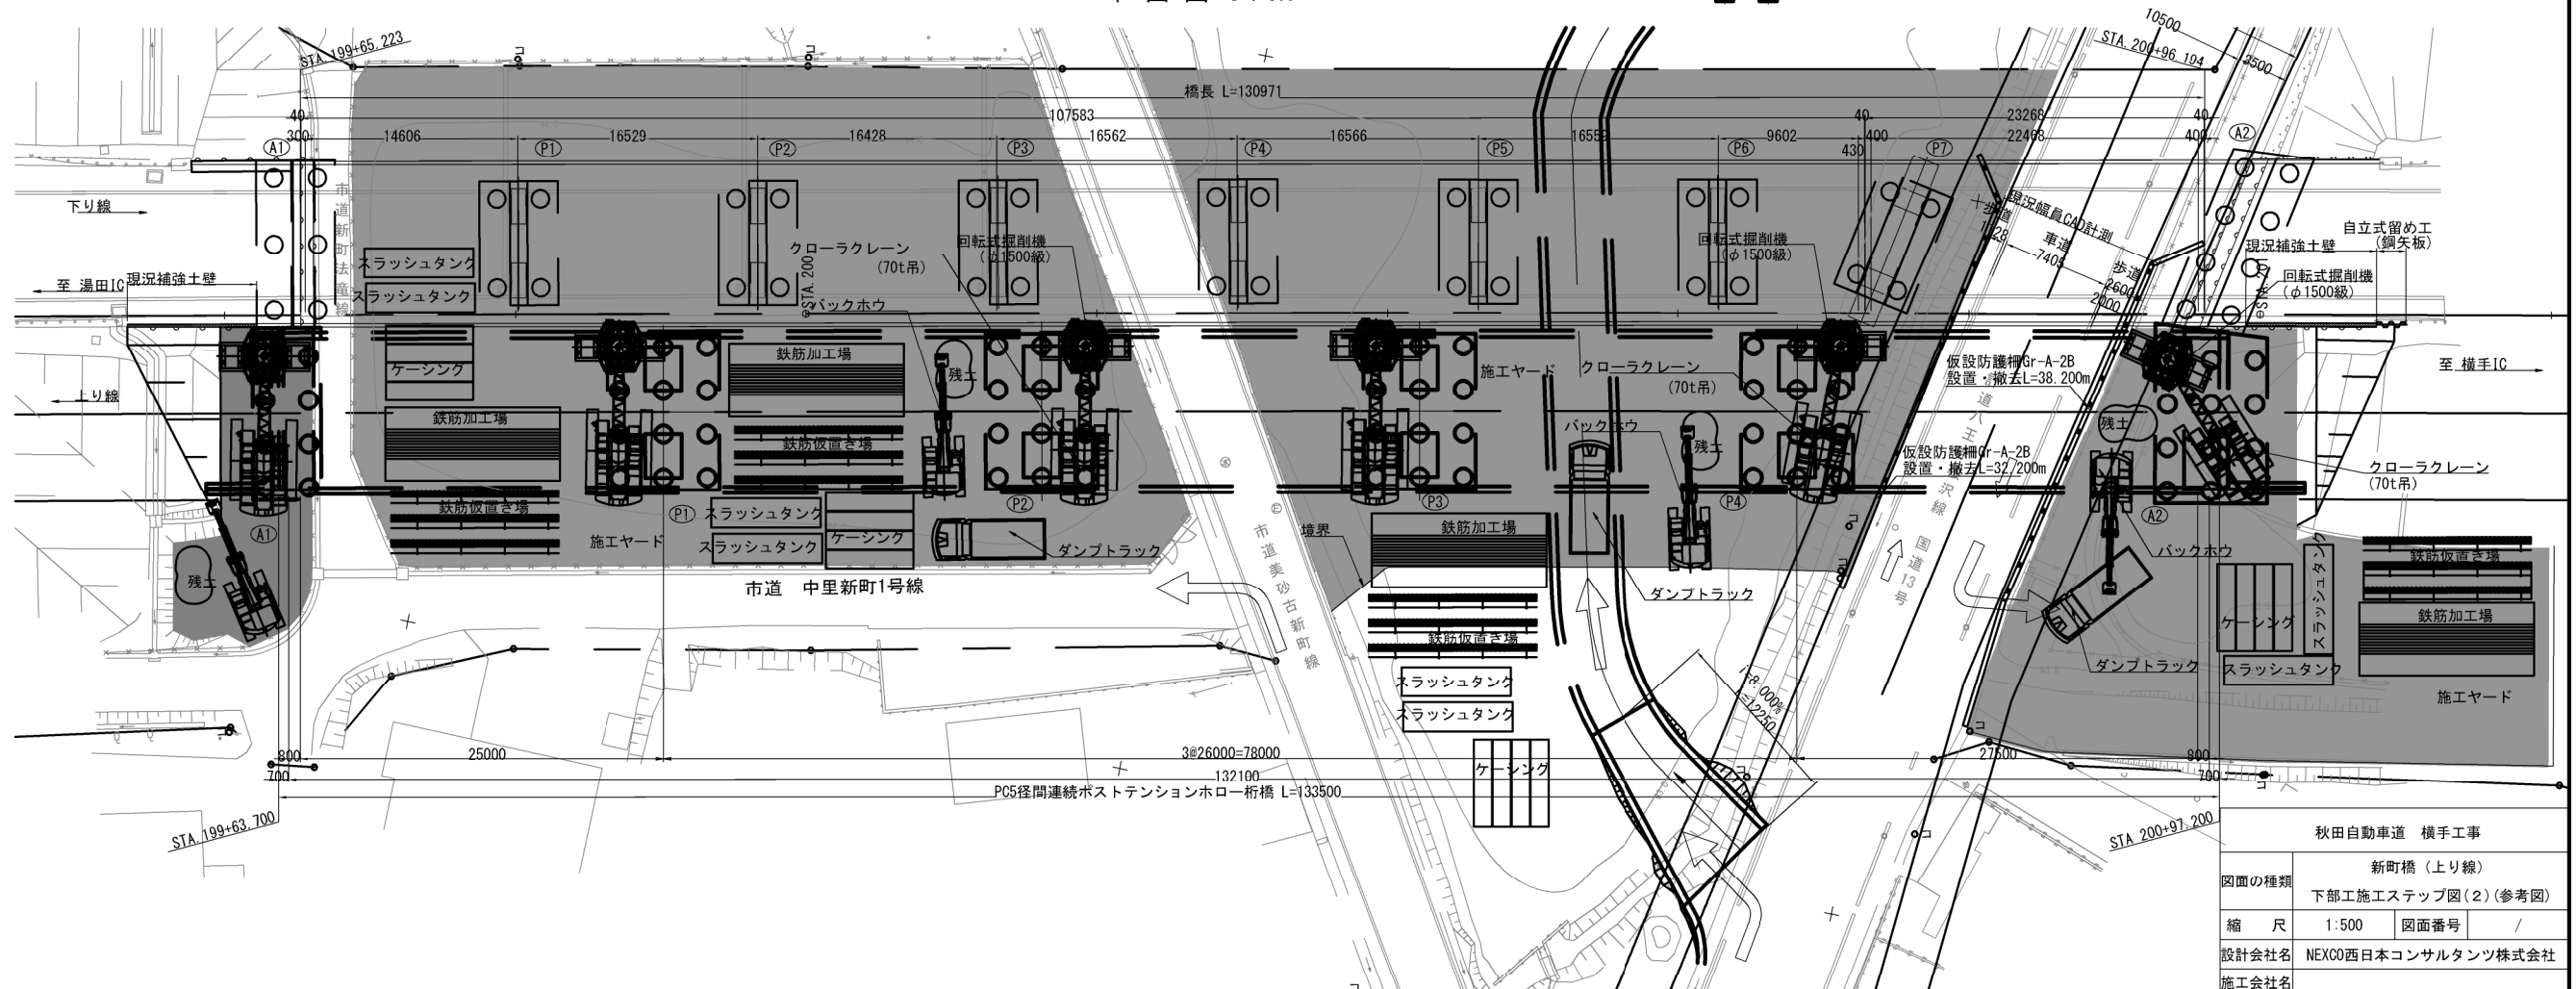 STA.199+65.223
10500
STA.200+96.194
3500
橋長 L=130971
40
107583
40
23268
40
300
14606
16529
16428
16562
16566
9602
430
400
22468
400
A1
P1
P2
P3
P4
P5
P6
P7
A2
市道新町法竜線
下り線
スラッシュタンク
スラッシュタンク
クローラクレーン
(70t吊)
回転式掘削機
(φ1500級)
STA.200
バックホウ
回転式掘削機
(φ1500級)
現況幅員CAD計測
歩道
車道
7405
歩道
2600
2000
自立式留め工
(鋼矢板)
現況補強土壁
回転式掘削機
(φ1500級)
至 湯田IC
現況補強土壁
上り線
ケーシング
鉄筋加工場
鉄筋加工場
残土
施工ヤード
クローラクレーン
(70t吊)
仮設防護柵Gr-A-2B
設置・撤去L=38.200m
至 横手IC
鉄筋仮置き場
バックホウ
残土
仮設防護柵Gr-A-2B
設置・撤去L=32.200m
残土
クローラクレーン
(70t吊)
鉄筋仮置き場
A1
P1
スラッシュタンク
P2
P3
P4
A2
施工ヤード
スラッシュタンク
ケーシング
ダンプトラック
境界
鉄筋加工場
国道13号
バックホウ
鉄筋仮置き場
残土
市道 中里新町1号線
市道美砂古新町線
ダンプトラック
鉄筋仮置き場
ケーシング
スラッシュタンク
鉄筋加工場
スラッシュタンク
スラッシュタンク
i=8.000%
ダンプトラック
スラッシュタンク
施工ヤード
ケーシング
800
25000
3@26000=78000
27500
800
700
132100
700
PC5径間連続ポストテンションホロー桁橋 L=133500
STA.199+63.700
STA 200+97.200
秋田自動車道 横手工事
図面の種類
新町橋(上り線)
下部工施工ステップ図(2)(参考図)
縮 尺 1:500 図面番号 /
設計会社名 NEXCO西日本コンサルタンツ株式会社
施工会社名